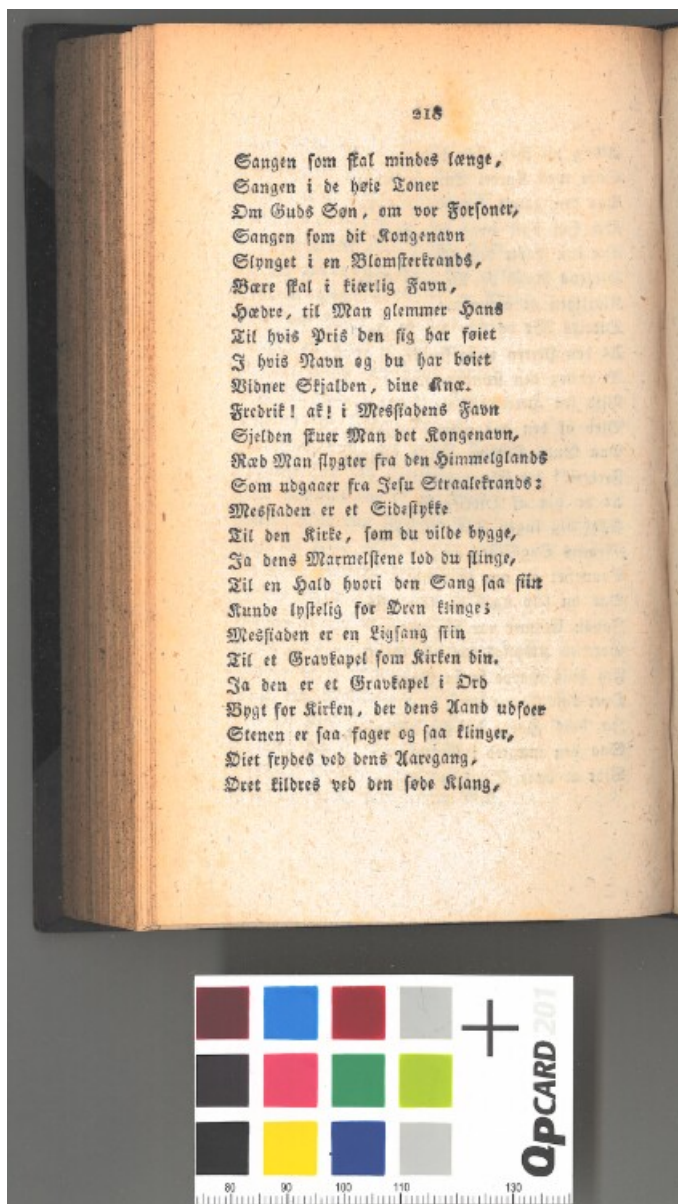 218
Sangen som skal mindes længe,
Sangen i de høie Toner
Om Guds Søn, om vor Forsoner,
Sangen som dit Kongenavn
Slynget i en Blomsterkrands,
Bære skal i kiærlig Favn,
Hædre, til Man glemmer Hans
Til hvis Pris den sig har føiet
I hvis Navn og du har bøiet
Vidner Skjalden, dine Knæ.
Fredrik! ak! i Messiadens Favn
Sjelden skuer Man det Kongenavn,
Ræd Man flygter fra den Himmelglands
Som udgaaer fra Jesu Straalekrands:
Messiaden er et Sidestykke
Til den Kirke, som du vilde bygge,
Ja dens Marmelstene lod du slinge,
Til en Hald hvori den Sang saa siin
Kunde lystelig for Øren klinge;
Messiaden er en Ligsang siin
Til et Gravkapel som Kirken din.
Ja den er et Gravkapel i Ord
Bygt for Kirken, der dens Aand udfoer
Stenen er saa fager og saa klinger,
Øiet frydes ved dens Aaregang,
Øret kildres ved den søde Klang,
QPCARD 201
80 90 100 110 130